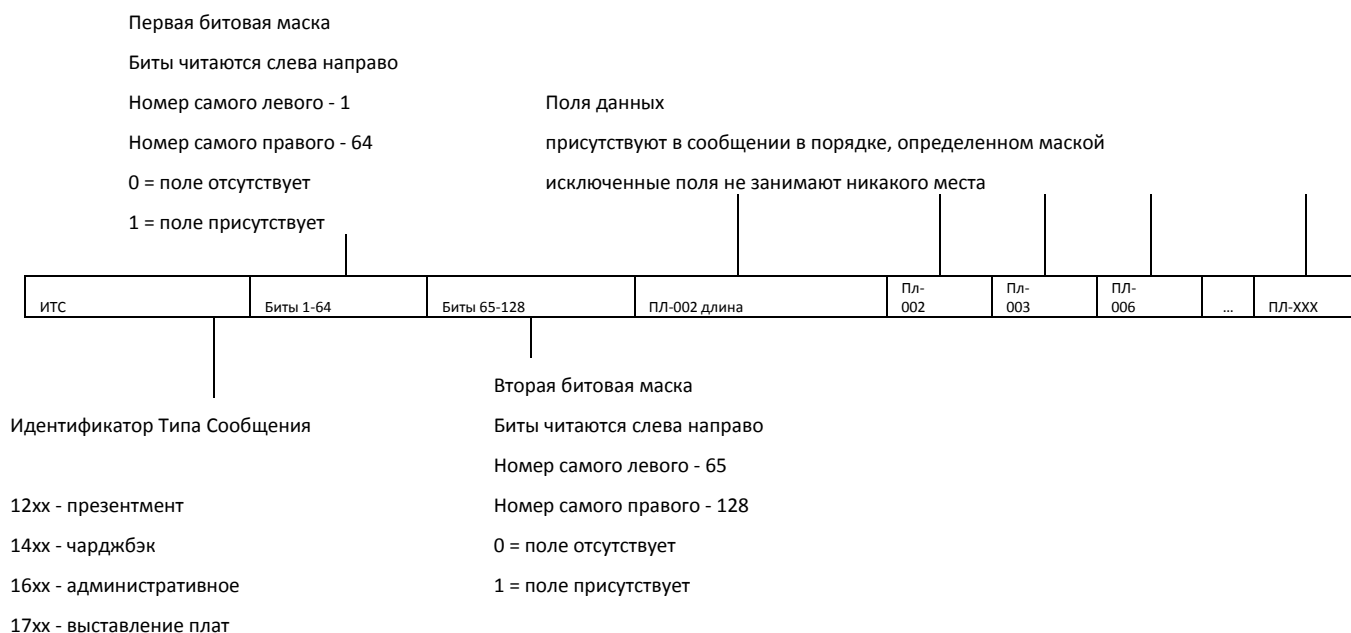 Первая битовая маска
Биты читаются слева направо
Номер самого левого - 1
Номер самого правого - 64
0 = поле отсутствует
1 = поле присутствует
Поля данных
присутствуют в сообщении в порядке, определенном маской
исключенные поля не занимают никакого места
ИТС
Биты 1-64
Биты 65-128
ПЛ-002 длина
Пл-
002
Пл-
003
ПЛ-
006
...
ПЛ-XXX
Идентификатор Типа Сообщения
12xx - презентмент
14xx - чарджбэк
16xx - административное
17xx - выставление плат
Вторая битовая маска
Биты читаются слева направо
Номер самого левого - 65
Номер самого правого - 128
0 = поле отсутствует
1 = поле присутствует